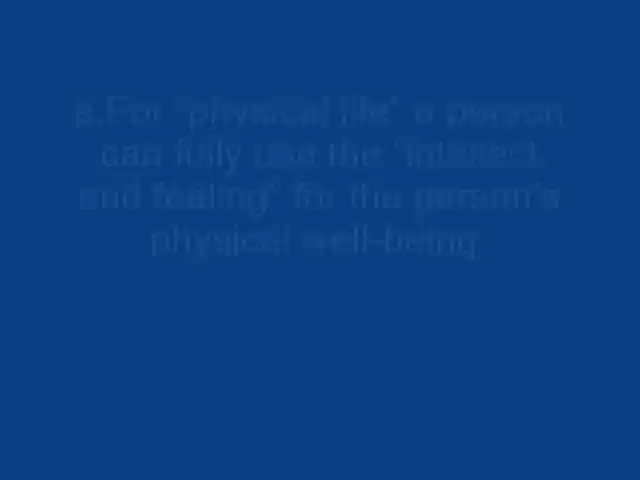 a.For "physical life" a person
can fully use the "intellect
and feeling" for the person's
physical well-being